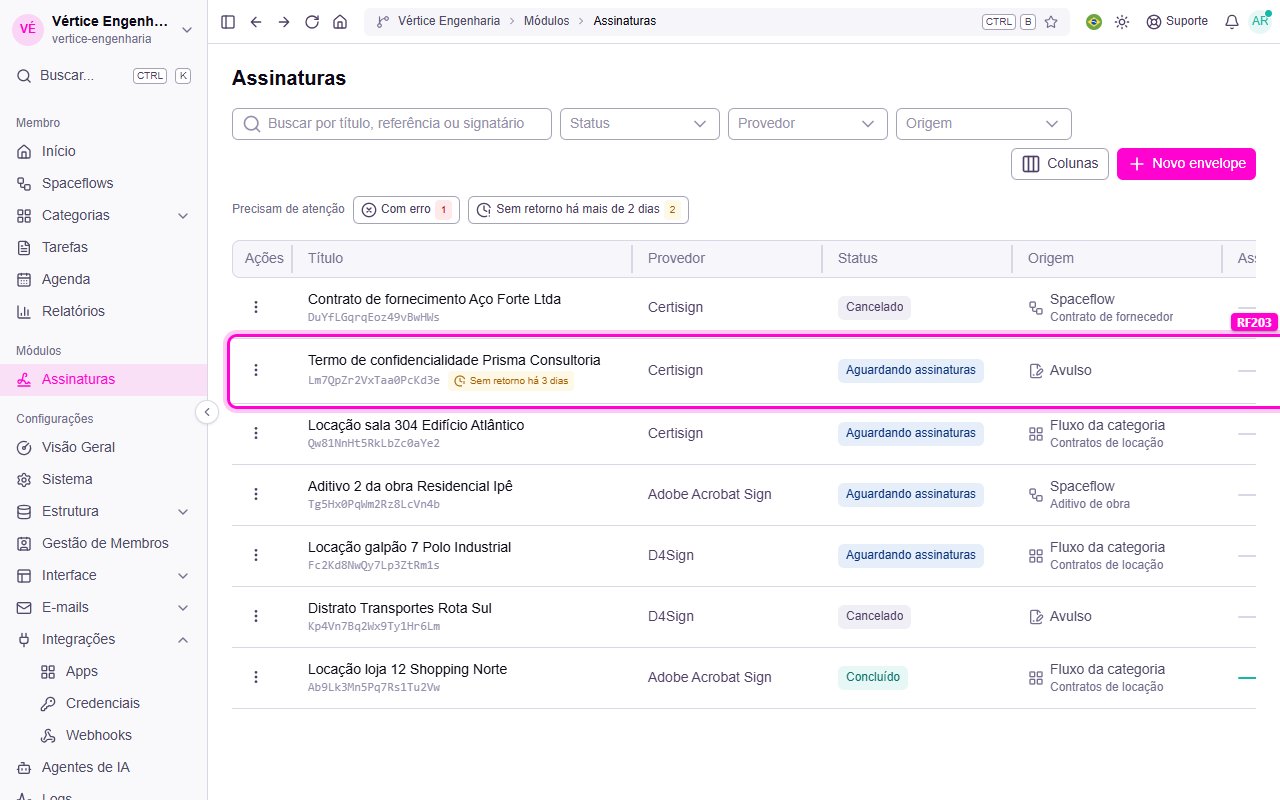 VÉ
Vértice Engenh...
vertice-engenharia
Buscar...
CTRL
K
Membro
Início
Spaceflows
Categorias
Tarefas
Agenda
Relatórios
Módulos
Assinaturas
Configurações
Visão Geral
Sistema
Estrutura
Gestão de Membros
Interface
E-mails
Integrações
Apps
Credenciais
Webhooks
Agentes de IA
Logs
Vértice Engenharia
Módulos
Assinaturas
CTRL
B
Suporte
AR
Assinaturas
Buscar por título, referência ou signatário
Status
Provedor
Origem
Colunas
Novo envelope
Precisam de atenção
Com erro 1
Sem retorno há mais de 2 dias 2
Ações Título Provedor Status Origem Ass
Contrato de fornecimento Aço Forte Ltda
DuYfLGqrqEoz49vBwHWs
Certisign
Cancelado
Spaceflow
Contrato de fornecedor
RF203
Termo de confidencialidade Prisma Consultoria
Lm7QpZr2VxTaa0PcKd3e
Sem retorno há 3 dias
Certisign
Aguardando assinaturas
Avulso
Locação sala 304 Edifício Atlântico
Qw81NnHt5RkLbZc0aYe2
Certisign
Aguardando assinaturas
Fluxo da categoria
Contratos de locação
Aditivo 2 da obra Residencial Ipê
Tg5Hx0PqWm2Rz8LcVn4b
Adobe Acrobat Sign
Aguardando assinaturas
Spaceflow
Aditivo de obra
Locação galpão 7 Polo Industrial
Fc2Kd8NwQy7Lp3ZtRm1s
D4Sign
Aguardando assinaturas
Fluxo da categoria
Contratos de locação
Distrato Transportes Rota Sul
Kp4Vn7Bq2Wx9Ty1Hr6Lm
D4Sign
Cancelado
Avulso
Locação loja 12 Shopping Norte
Ab9Lk3Mn5Pq7Rs1Tu2Vw
Adobe Acrobat Sign
Concluído
Fluxo da categoria
Contratos de locação